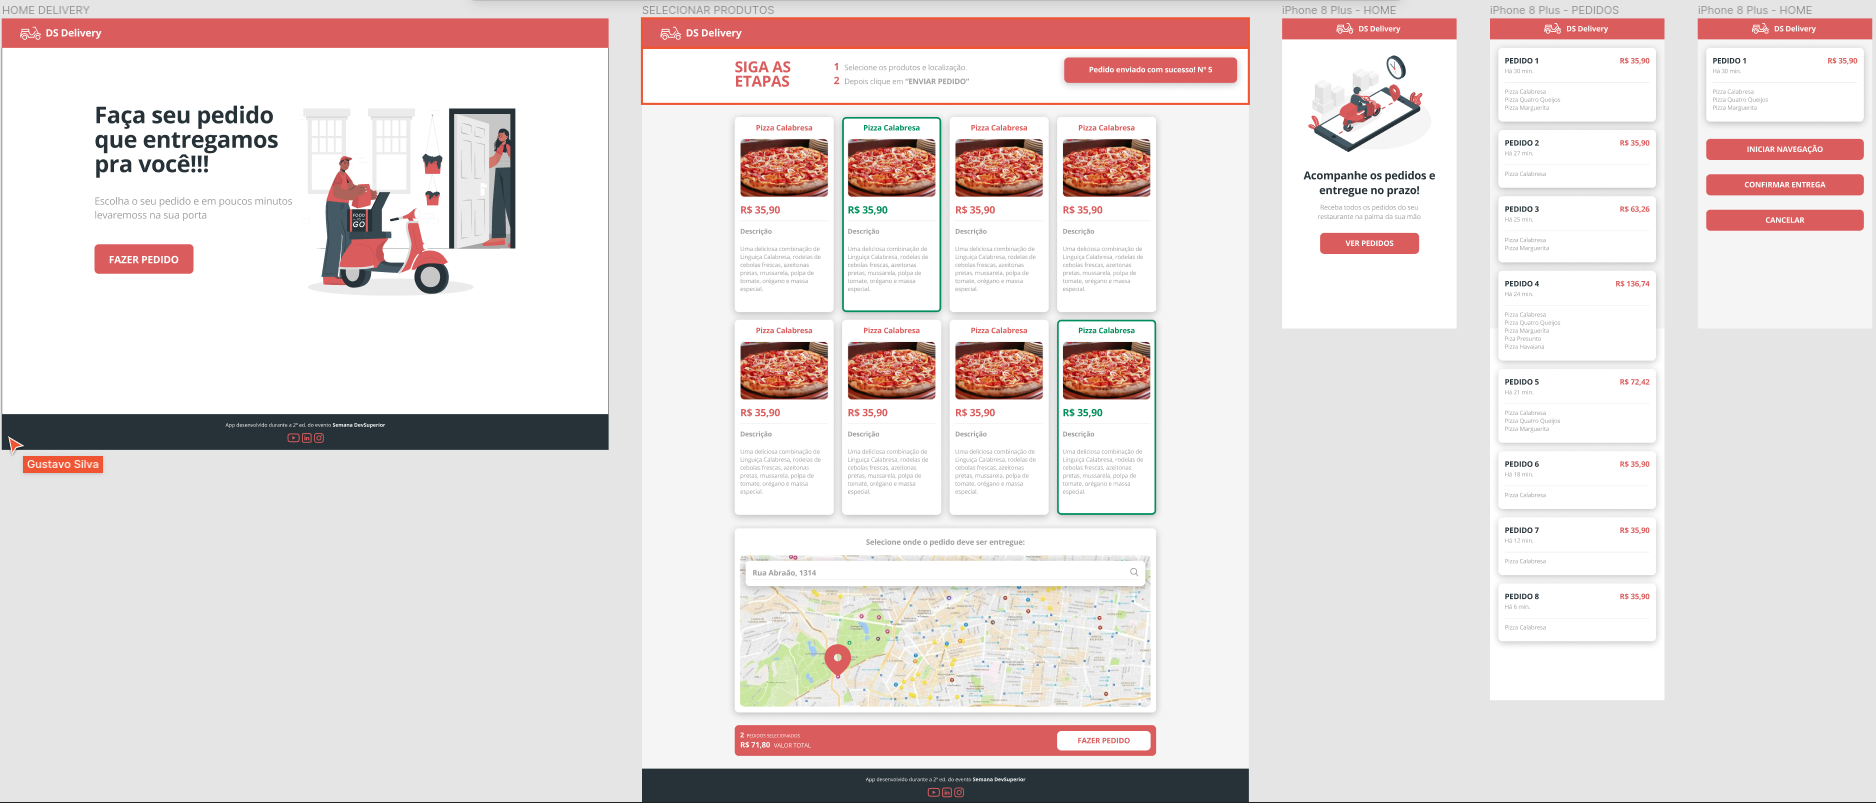 HOME DELIVERY
DS Delivery
Faça seu pedido
que entregamos
pra você!!!
Escolha o seu pedido e em poucos minutos
levaremoss na sua porta
FAZER PEDIDO
FOOD
GO
App desenvolvido durante a 2ª ed. do evento Semana DevSuperior
Gustavo Silva
SELECIONAR PRODUTOS
DS Delivery
SIGA AS
ETAPAS
1 Selecione os produtos e localização.
2 Depois clique em "ENVIAR PEDIDO"
Pedido enviado com sucesso! Nº 5
Pizza Calabresa
R$ 35,90
Descrição
Uma deliciosa combinação de
Linguiça Calabresa, rodelas de
cebolas frescas, azeitonas
pretas, mussarela, polpa de
tomate, orégano e massa
especial.
Pizza Calabresa
R$ 35,90
Descrição
Uma deliciosa combinação de
Linguiça Calabresa, rodelas de
cebolas frescas, azeitonas
pretas, mussarela, polpa de
tomate, orégano e massa
especial.
Pizza Calabresa
R$ 35,90
Descrição
Uma deliciosa combinação de
Linguiça Calabresa, rodelas de
cebolas frescas, azeitonas
pretas, mussarela, polpa de
tomate, orégano e massa
especial.
Pizza Calabresa
R$ 35,90
Descrição
Uma deliciosa combinação de
Linguiça Calabresa, rodelas de
cebolas frescas, azeitonas
pretas, mussarela, polpa de
tomate, orégano e massa
especial.
Pizza Calabresa
R$ 35,90
Descrição
Uma deliciosa combinação de
Linguiça Calabresa, rodelas de
cebolas frescas, azeitonas
pretas, mussarela, polpa de
tomate, orégano e massa
especial.
Pizza Calabresa
R$ 35,90
Descrição
Uma deliciosa combinação de
Linguiça Calabresa, rodelas de
cebolas frescas, azeitonas
pretas, mussarela, polpa de
tomate, orégano e massa
especial.
Pizza Calabresa
R$ 35,90
Descrição
Uma deliciosa combinação de
Linguiça Calabresa, rodelas de
cebolas frescas, azeitonas
pretas, mussarela, polpa de
tomate, orégano e massa
especial.
Pizza Calabresa
R$ 35,90
Descrição
Uma deliciosa combinação de
Linguiça Calabresa, rodelas de
cebolas frescas, azeitonas
pretas, mussarela, polpa de
tomate, orégano e massa
especial.
Selecione onde o pedido deve ser entregue:
Rua Abraão, 1314
2 PEDIDOS SELECIONADOS
R$ 71,80 VALOR TOTAL
FAZER PEDIDO
App desenvolvido durante a 2ª ed. do evento Semana DevSuperior
iPhone 8 Plus - HOME
DS Delivery
Acompanhe os pedidos e
entregue no prazo!
Receba todos os pedidos do seu
restaurante na palma da sua mão
VER PEDIDOS
iPhone 8 Plus - PEDIDOS
DS Delivery
PEDIDO 1 R$ 35,90
Há 30 min.
Pizza Calabresa
Pizza Quatro Queijos
Pizza Marguerita
PEDIDO 2 R$ 35,90
Há 27 min.
Pizza Calabresa
PEDIDO 3 R$ 63,26
Há 25 min.
Pizza Calabresa
Pizza Marguerita
PEDIDO 4 R$ 136,74
Há 24 min.
Pizza Calabresa
Pizza Quatro Queijos
Pizza Marguerita
Piza Presunto
Pizza Havaiana
PEDIDO 5 R$ 72,42
Há 21 min.
Pizza Calabresa
Pizza Quatro Queijos
Pizza Marguerita
PEDIDO 6 R$ 35,90
Há 18 min.
Pizza Calabresa
PEDIDO 7 R$ 35,90
Há 12 min.
Pizza Calabresa
PEDIDO 8 R$ 35,90
Há 6 min.
Pizza Calabresa
iPhone 8 Plus - HOME
DS Delivery
PEDIDO 1 R$ 35,90
Há 30 min.
Pizza Calabresa
Pizza Quatro Queijos
Pizza Marguerita
INICIAR NAVEGAÇÃO
CONFIRMAR ENTREGA
CANCELAR